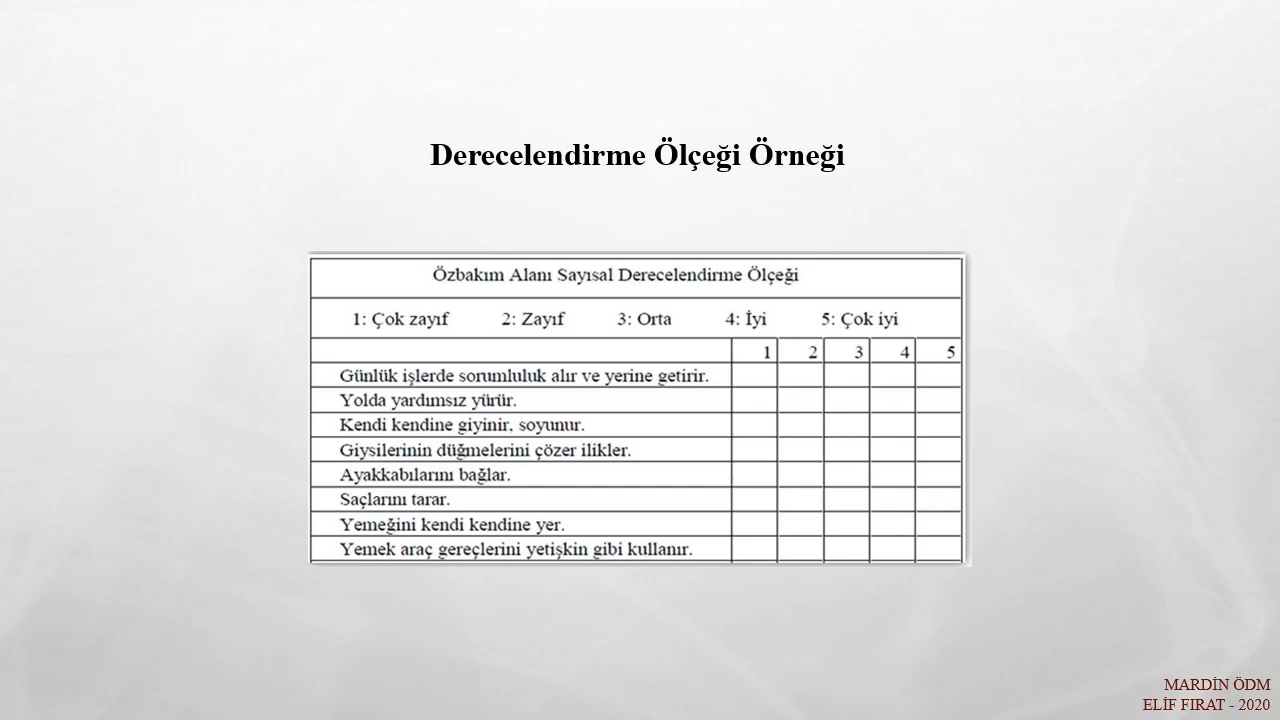 Derecelendirme Ölçeği Örneği
Özbakım Alanı Sayısal Derecelendirme Ölçeği
1: Çok zayıf 2: Zayıf 3: Orta 4: İyi 5: Çok iyi
1 2 3 4 5
Günlük işlerde sorumluluk alır ve yerine getirir.
Yolda yardımsız yürür.
Kendi kendine giyinir, soyunur.
Giysilerinin düğmelerini çözer ilikler.
Ayakkabılarını bağlar.
Saçlarını tarar.
Yemeğini kendi kendine yer.
Yemek araç gereçlerini yetişkin gibi kullanır.
MARDİN ÖDM
ELİF FIRAT - 2020